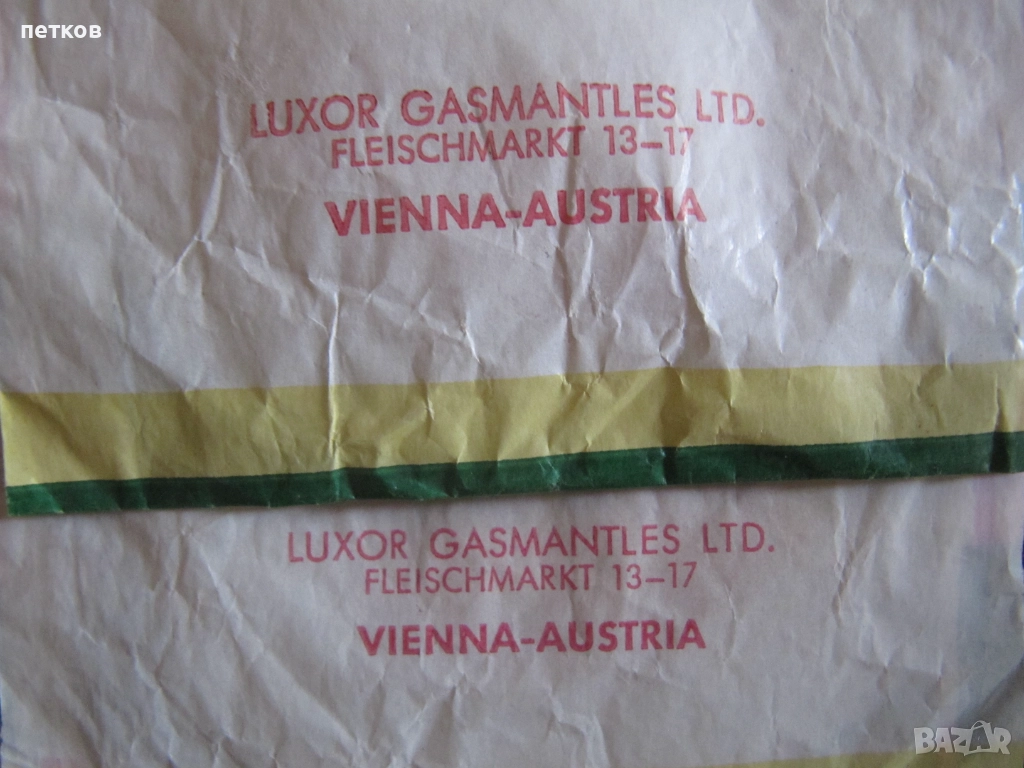 петков
LUXOR GASMANTLES LTD.
FLEISCHMARKT 13-17
VIENNA-AUSTRIA
LUXOR GASMANTLES LTD.
FLEISCHMARKT 13-17
VIENNA-AUSTRIA
BAZAR